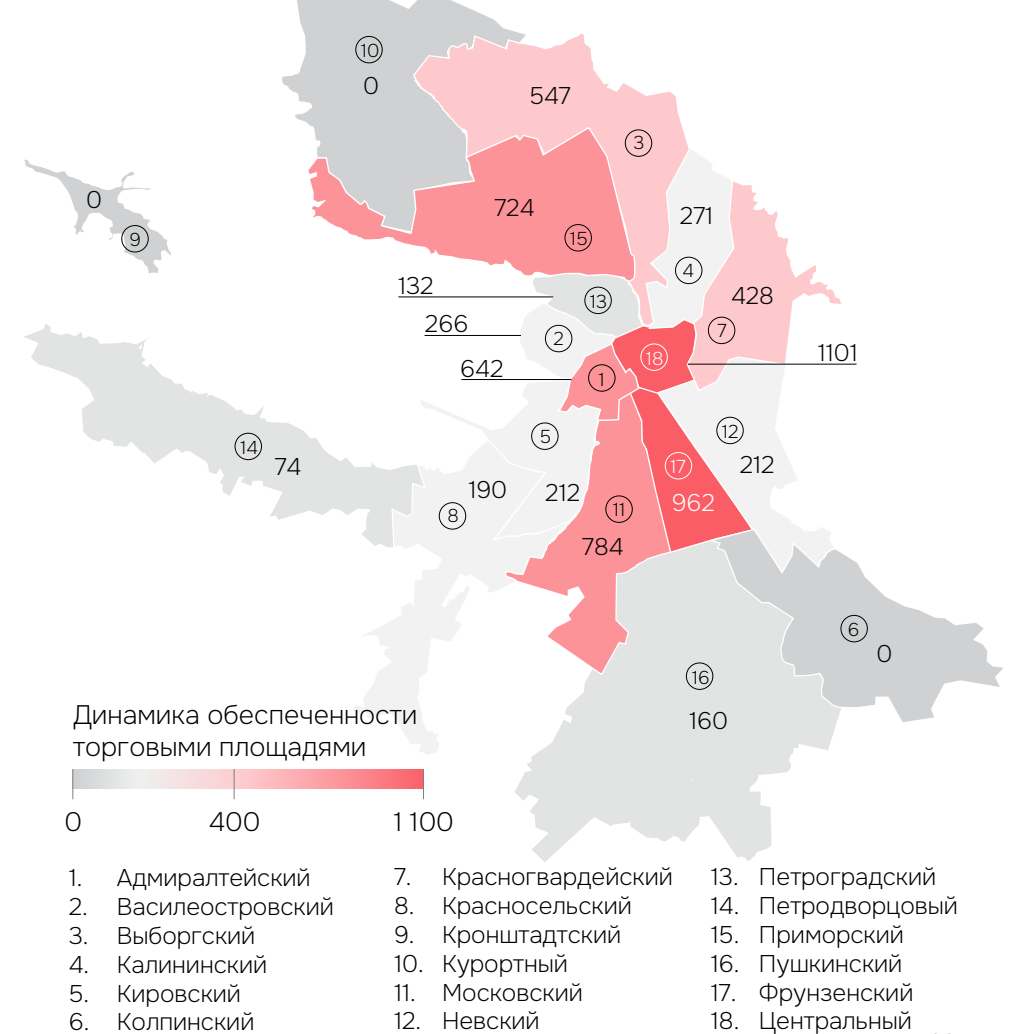 10
0
547
3
724
15
271
4
0
9
132
13
428
266
2
7
642
18
1101
1
14
74
5
12
212
190
212
17
962
8
11
784
6
0
16
160
Динамика обеспеченности
торговыми площадями
0 400 1 100
1. Адмиралтейский
2. Василеостровский
3. Выборгский
4. Калининский
5. Кировский
6. Колпинский
7. Красногвардейский
8. Красносельский
9. Кронштадтский
10. Курортный
11. Московский
12. Невский
13. Петроградский
14. Петродворцовый
15. Приморский
16. Пушкинский
17. Фрунзенский
18. Центральный